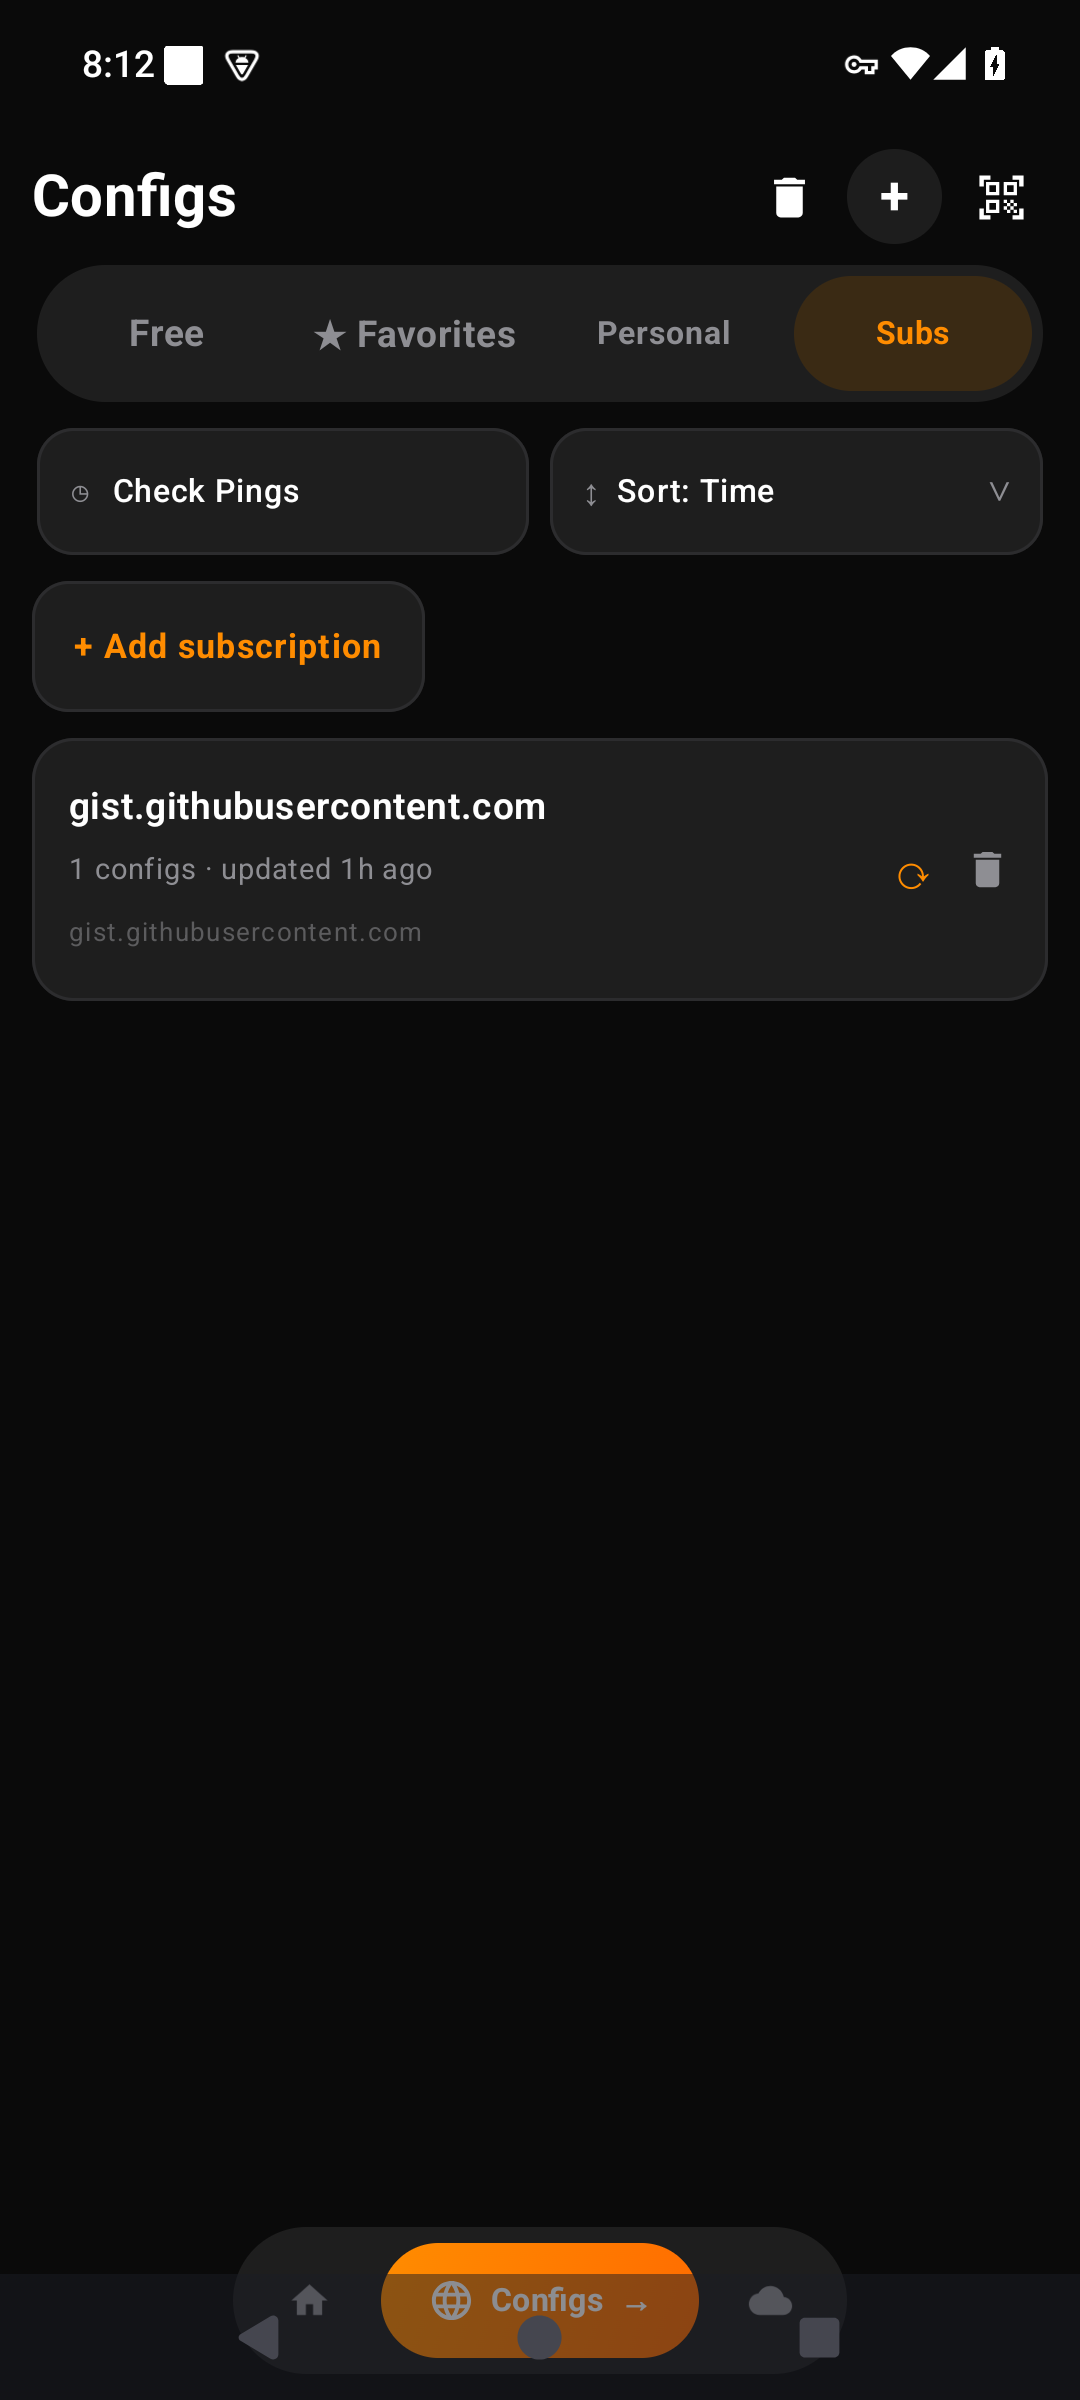 8:12
Configs
Free
★ Favorites
Personal
Subs
Check Pings
Sort: Time
+ Add subscription
gist.githubusercontent.com
1 configs · updated 1h ago
gist.githubusercontent.com
Configs →